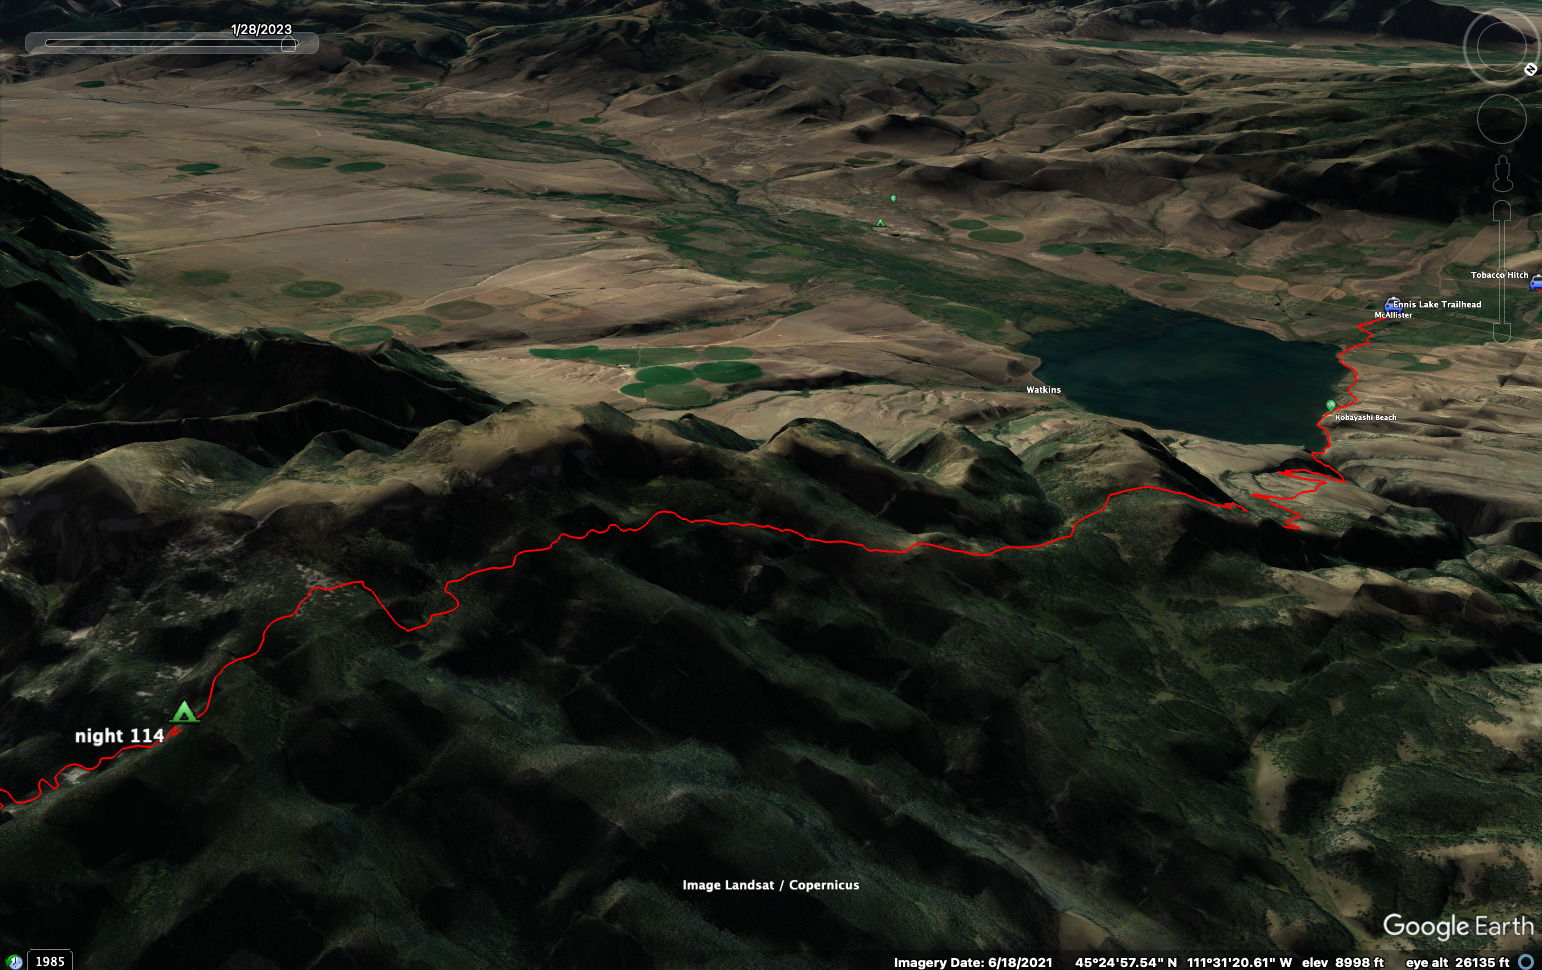 1/28/2023
N
Tobacco Hitch
Ennis Lake Trailhead
McAllister
Watkins
Kobayashi Beach
night 114
Image Landsat / Copernicus
Google Earth
1985
Imagery Date: 6/18/2021 45°24'57.54" N 111°31'20.61" W elev 8998 ft eye alt 26135 ft